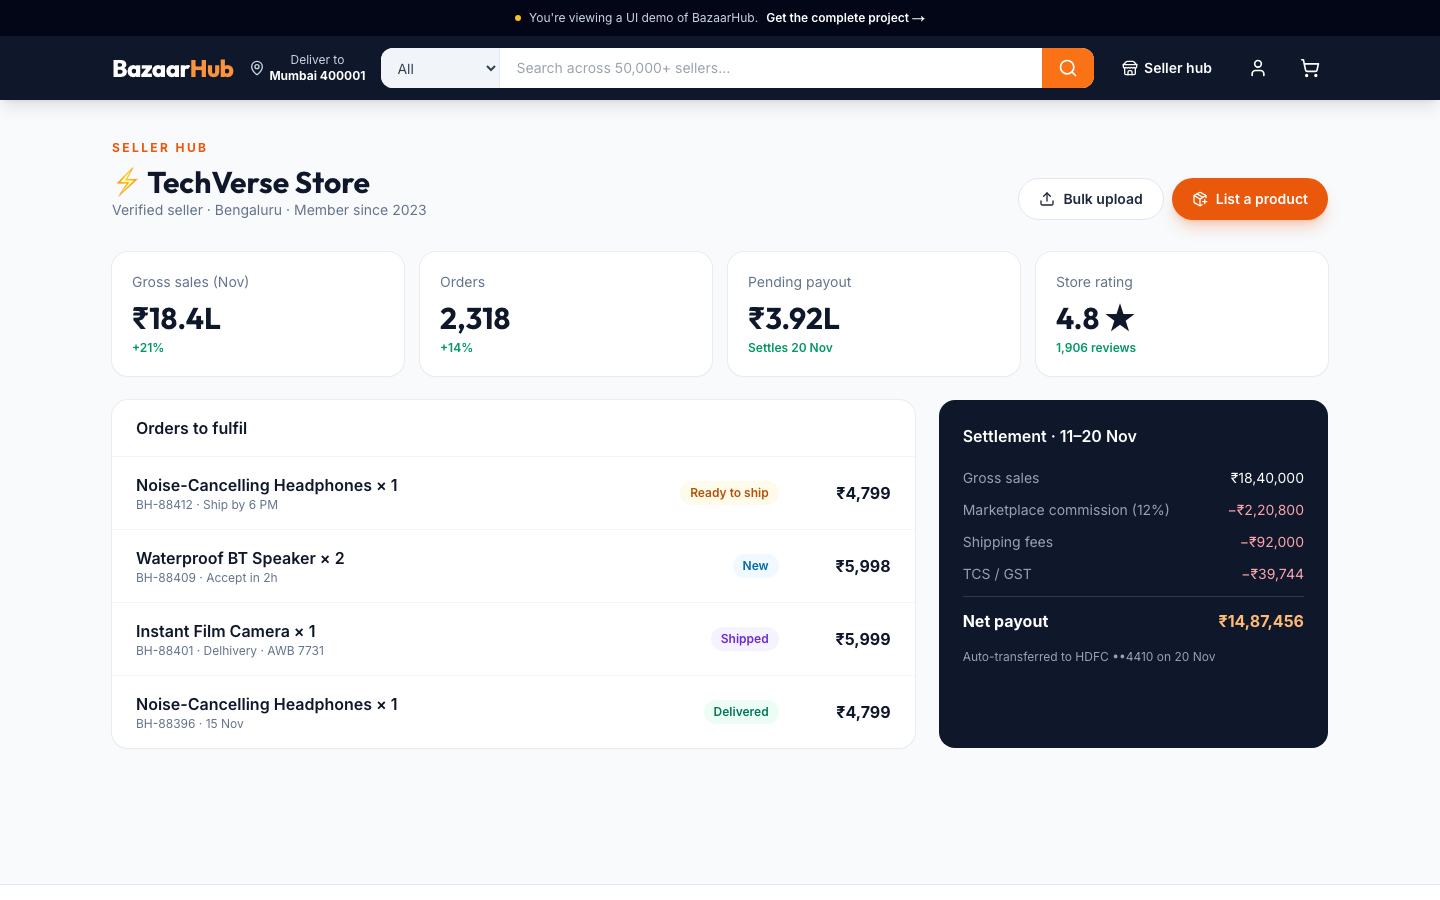 You're viewing a UI demo of BazaarHub. Get the complete project →
BazaarHub
Deliver to
Mumbai 400001
All
Search across 50,000+ sellers...
Seller hub
SELLER HUB
⚡ TechVerse Store
Verified seller · Bengaluru · Member since 2023
Bulk upload
List a product
Gross sales (Nov)
₹18.4L
+21%
Orders
2,318
+14%
Pending payout
₹3.92L
Settles 20 Nov
Store rating
4.8 ★
1,906 reviews
Orders to fulfil
Noise-Cancelling Headphones × 1
BH-88412 · Ship by 6 PM
Ready to ship
₹4,799
Waterproof BT Speaker × 2
BH-88409 · Accept in 2h
New
₹5,998
Instant Film Camera × 1
BH-88401 · Delhivery · AWB 7731
Shipped
₹5,999
Noise-Cancelling Headphones × 1
BH-88396 · 15 Nov
Delivered
₹4,799
Settlement · 11–20 Nov
Gross sales ₹18,40,000
Marketplace commission (12%) −₹2,20,800
Shipping fees −₹92,000
TCS / GST −₹39,744
Net payout ₹14,87,456
Auto-transferred to HDFC ••4410 on 20 Nov